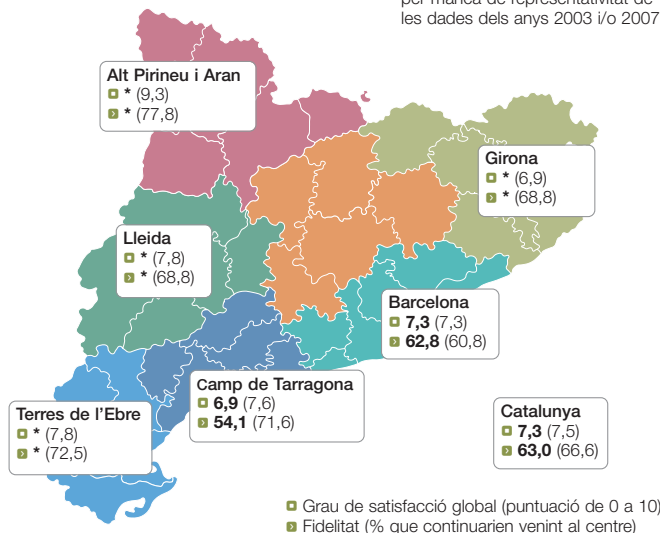 per manca de representativitat de
les dades dels anys 2003 i/o 2007
Alt Pirineu i Aran
* (9,3)
* (77,8)
Girona
* (6,9)
* (68,8)
Lleida
* (7,8)
* (68,8)
Barcelona
7,3 (7,3)
62,8 (60,8)
Camp de Tarragona
6,9 (7,6)
54,1 (71,6)
Terres de l'Ebre
* (7,8)
* (72,5)
Catalunya
7,3 (7,5)
63,0 (66,6)
Grau de satisfacció global (puntuació de 0 a 10)
Fidelitat (% que continuarien venint al centre)